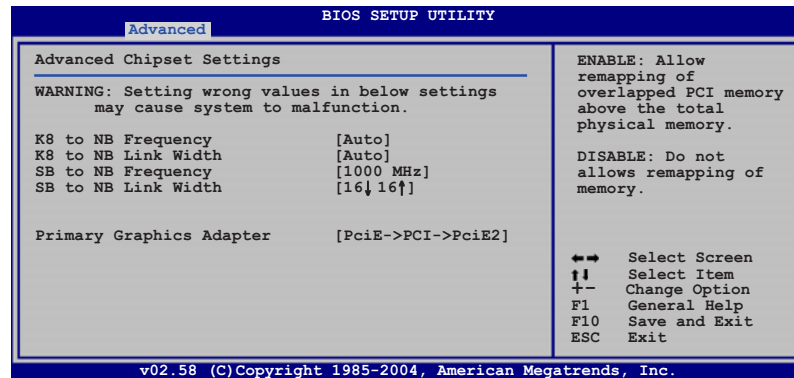 BIOS SETUP UTILITY
Advanced
Advanced Chipset Settings
WARNING: Setting wrong values in below settings
may cause system to malfunction.
K8 to NB Frequency [Auto]
K8 to NB Link Width [Auto]
SB to NB Frequency [1000 MHz]
SB to NB Link Width [16↓ 16↑]
Primary Graphics Adapter [PciE->PCI->PciE2]
ENABLE: Allow
remapping of
overlapped PCI memory
above the total
physical memory.
DISABLE: Do not
allows remapping of
memory.
←→ Select Screen
↑↓ Select Item
+- Change Option
F1 General Help
F10 Save and Exit
ESC Exit
v02.58 (C)Copyright 1985-2004, American Megatrends, Inc.